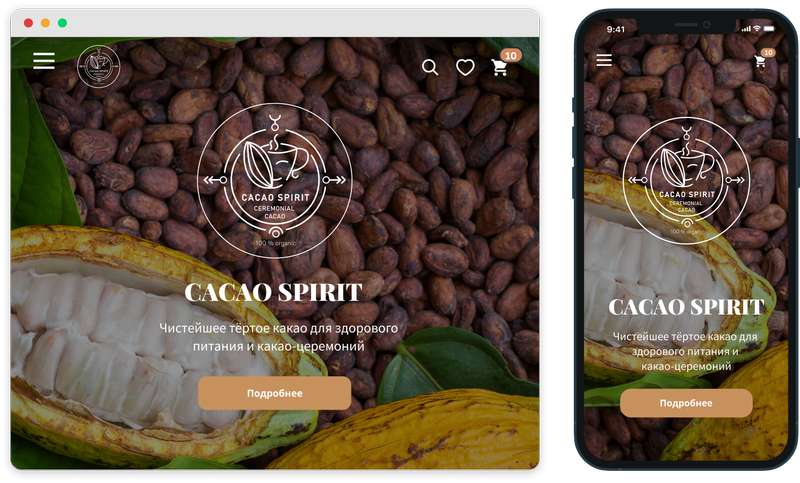 10
CACAO SPIRIT
CEREMONIAL
CACAO
100 % organic
CACAO SPIRIT
Чистейшее тёртое какао для здорового
питания и какао-церемоний
Подробнее
9:41
10
CACAO SPIRIT
CEREMONIAL
CACAO
100 % organic
CACAO SPIRIT
Чистейшее тёртое какао для
здорового питания и
какао-церемоний
Подробнее